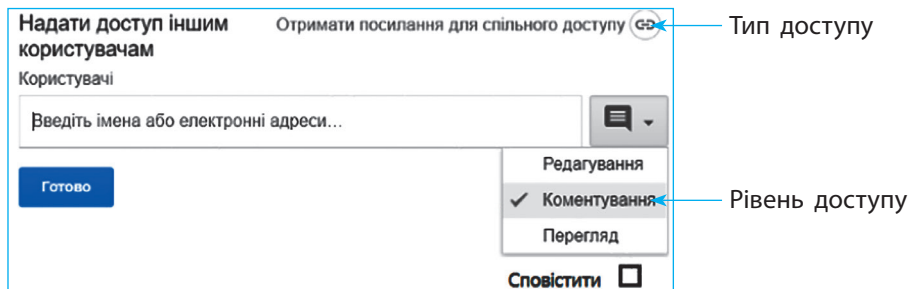 Надати доступ іншим користувачам
Отримати посилання для спільного доступу
Тип доступу
Користувачі
Введіть імена або електронні адреси...
Готово
Редагування
Коментування
Рівень доступу
Перегляд
Сповістити